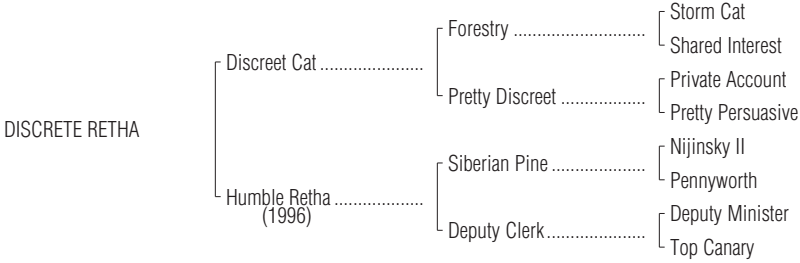 Storm Cat
Forestry ............................
Shared Interest
Discreet Cat ......................
Private Account
Pretty Discreet ..................
Pretty Persuasive
DISCRETE RETHA
Nijinsky II
Siberian Pine ....................
Pennyworth
Humble Retha ...................
(1996)
Deputy Minister
Deputy Clerk .....................
Top Canary